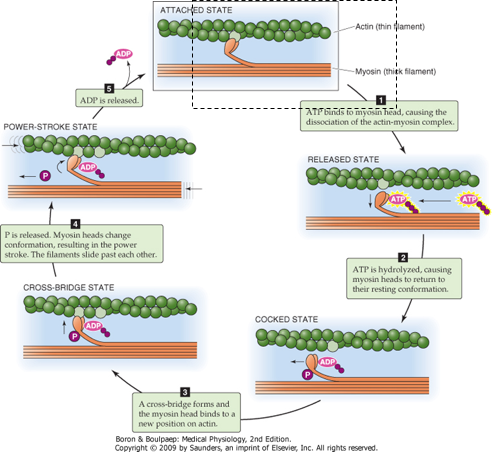 ATTACHED STATE
Actin (thin filament)
Myosin (thick filament)
1
ATP binds to myosin head, causing the
dissociation of the actin-myosin complex.
RELEASED STATE
ATP
ATP
2
ATP is hydrolyzed, causing
myosin heads to return to
their resting conformation.
COCKED STATE
ADP
P
3
A cross-bridge forms and
the myosin head binds to a
new position on actin.
CROSS-BRIDGE STATE
ADP
P
4
P is released. Myosin heads change
conformation, resulting in the power
stroke. The filaments slide past each other.
POWER-STROKE STATE
ADP
P
5
ADP is released.
ADP
Boron & Boulpaep: Medical Physiology, 2nd Edition.
Copyright © 2009 by Saunders, an imprint of Elsevier, Inc. All rights reserved.